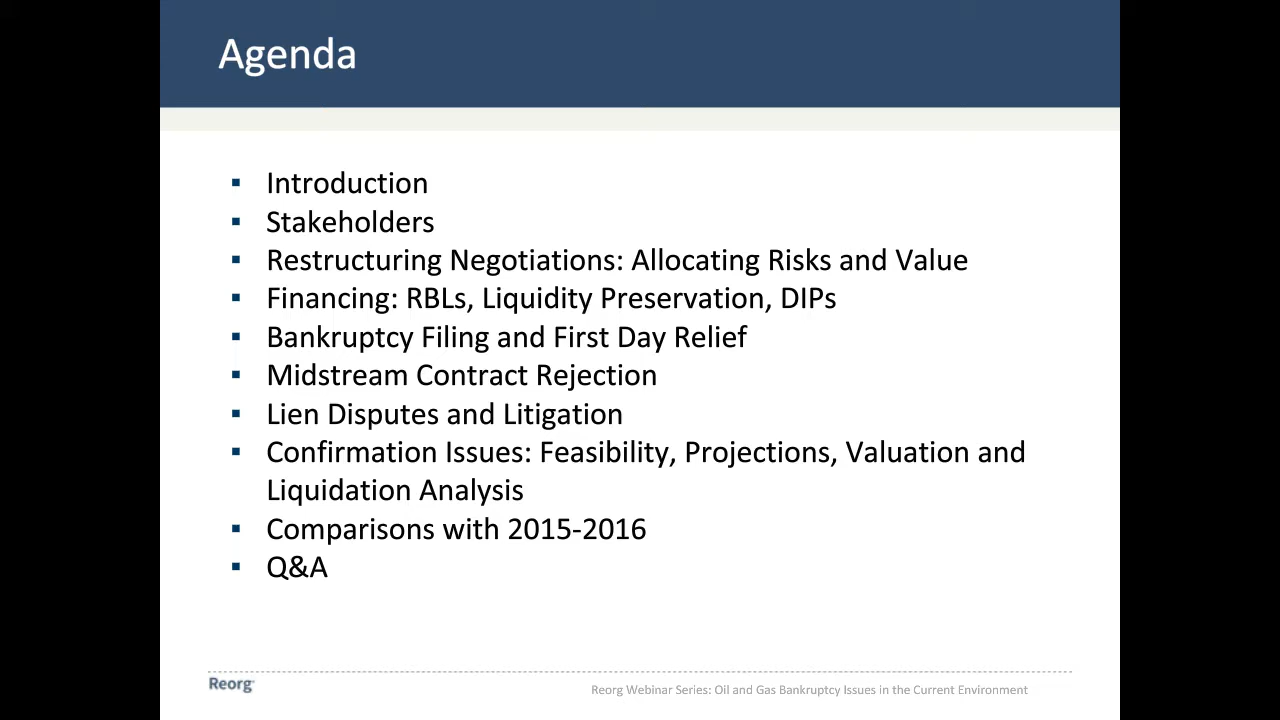 Agenda
▪ Introduction
▪ Stakeholders
▪ Restructuring Negotiations: Allocating Risks and Value
▪ Financing: RBLs, Liquidity Preservation, DIPs
▪ Bankruptcy Filing and First Day Relief
▪ Midstream Contract Rejection
▪ Lien Disputes and Litigation
▪ Confirmation Issues: Feasibility, Projections, Valuation and
Liquidation Analysis
▪ Comparisons with 2015-2016
▪ Q&A
Reorg
Reorg Webinar Series: Oil and Gas Bankruptcy Issues in the Current Environment